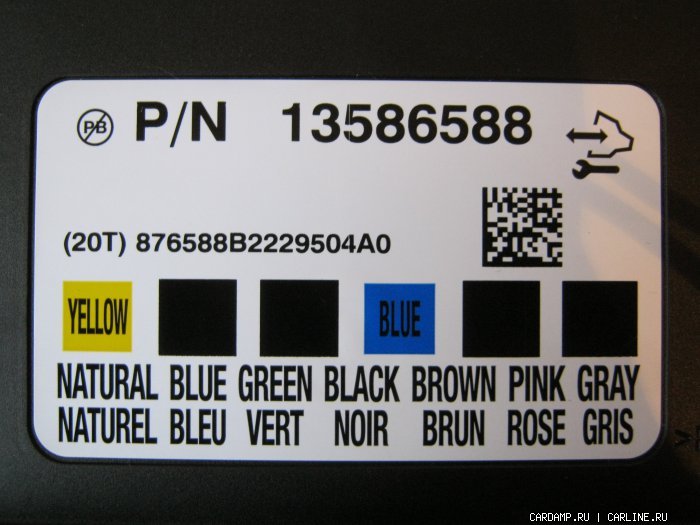 PB P/N 13586588
(20T) 876588B2229504A0
YELLOW BLUE
NATURAL BLUE GREEN BLACK BROWN PINK GRAY
NATUREL BLEU VERT NOIR BRUN ROSE GRIS
CARDAMP.RU | CARLINE.RU